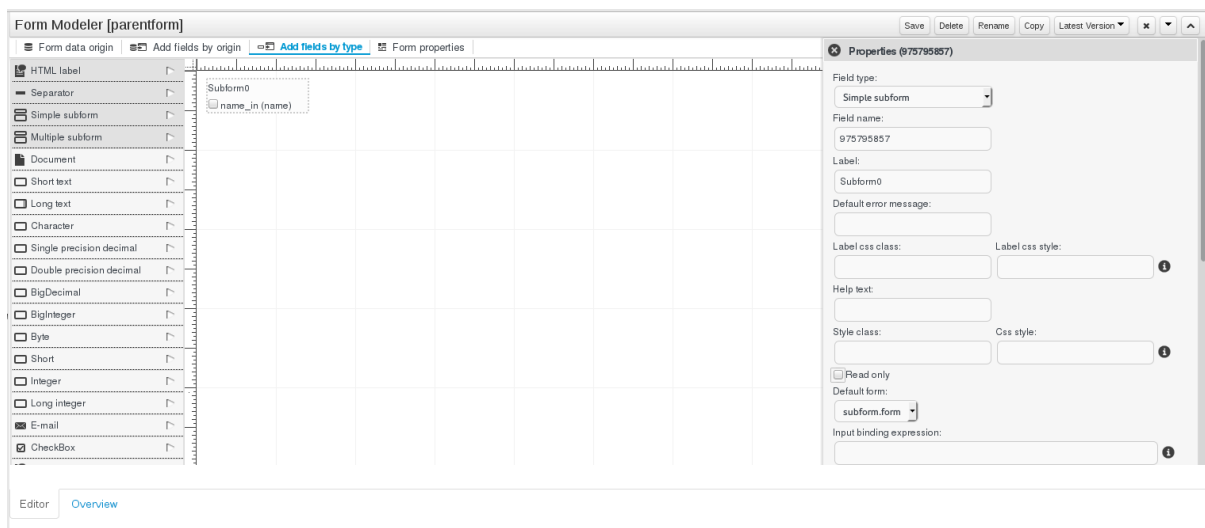 Form Modeler [parentform]
Save Delete Rename Copy Latest Version
Form data origin Add fields by origin Add fields by type Form properties
HTML label
Separator
Simple subform
Multiple subform
Document
Short text
Long text
Character
Single precision decimal
Double precision decimal
BigDecimal
BigInteger
Byte
Short
Integer
Long integer
E-mail
CheckBox
Subform0
name_in (name)
Properties (975795857)
Field type:
Simple subform
Field name:
975795857
Label:
Subform0
Default error message:
Label css class: Label css style:
Help text:
Style class: Css style:
Read only
Default form:
subform.form
Input binding expression:
Editor Overview